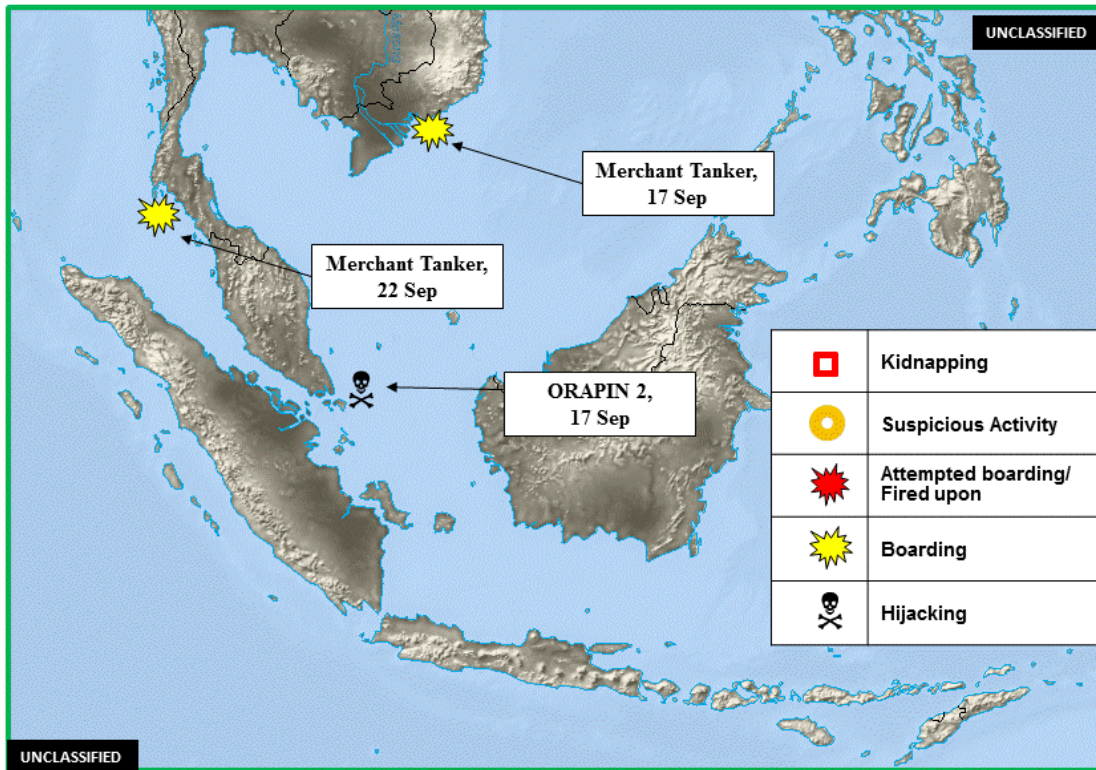 UNCLASSIFIED
Merchant Tanker,
17 Sep
Merchant Tanker,
22 Sep
ORAPIN 2,
17 Sep
Kidnapping
Suspicious Activity
Attempted boarding/
Fired upon
Boarding
Hijacking
UNCLASSIFIED